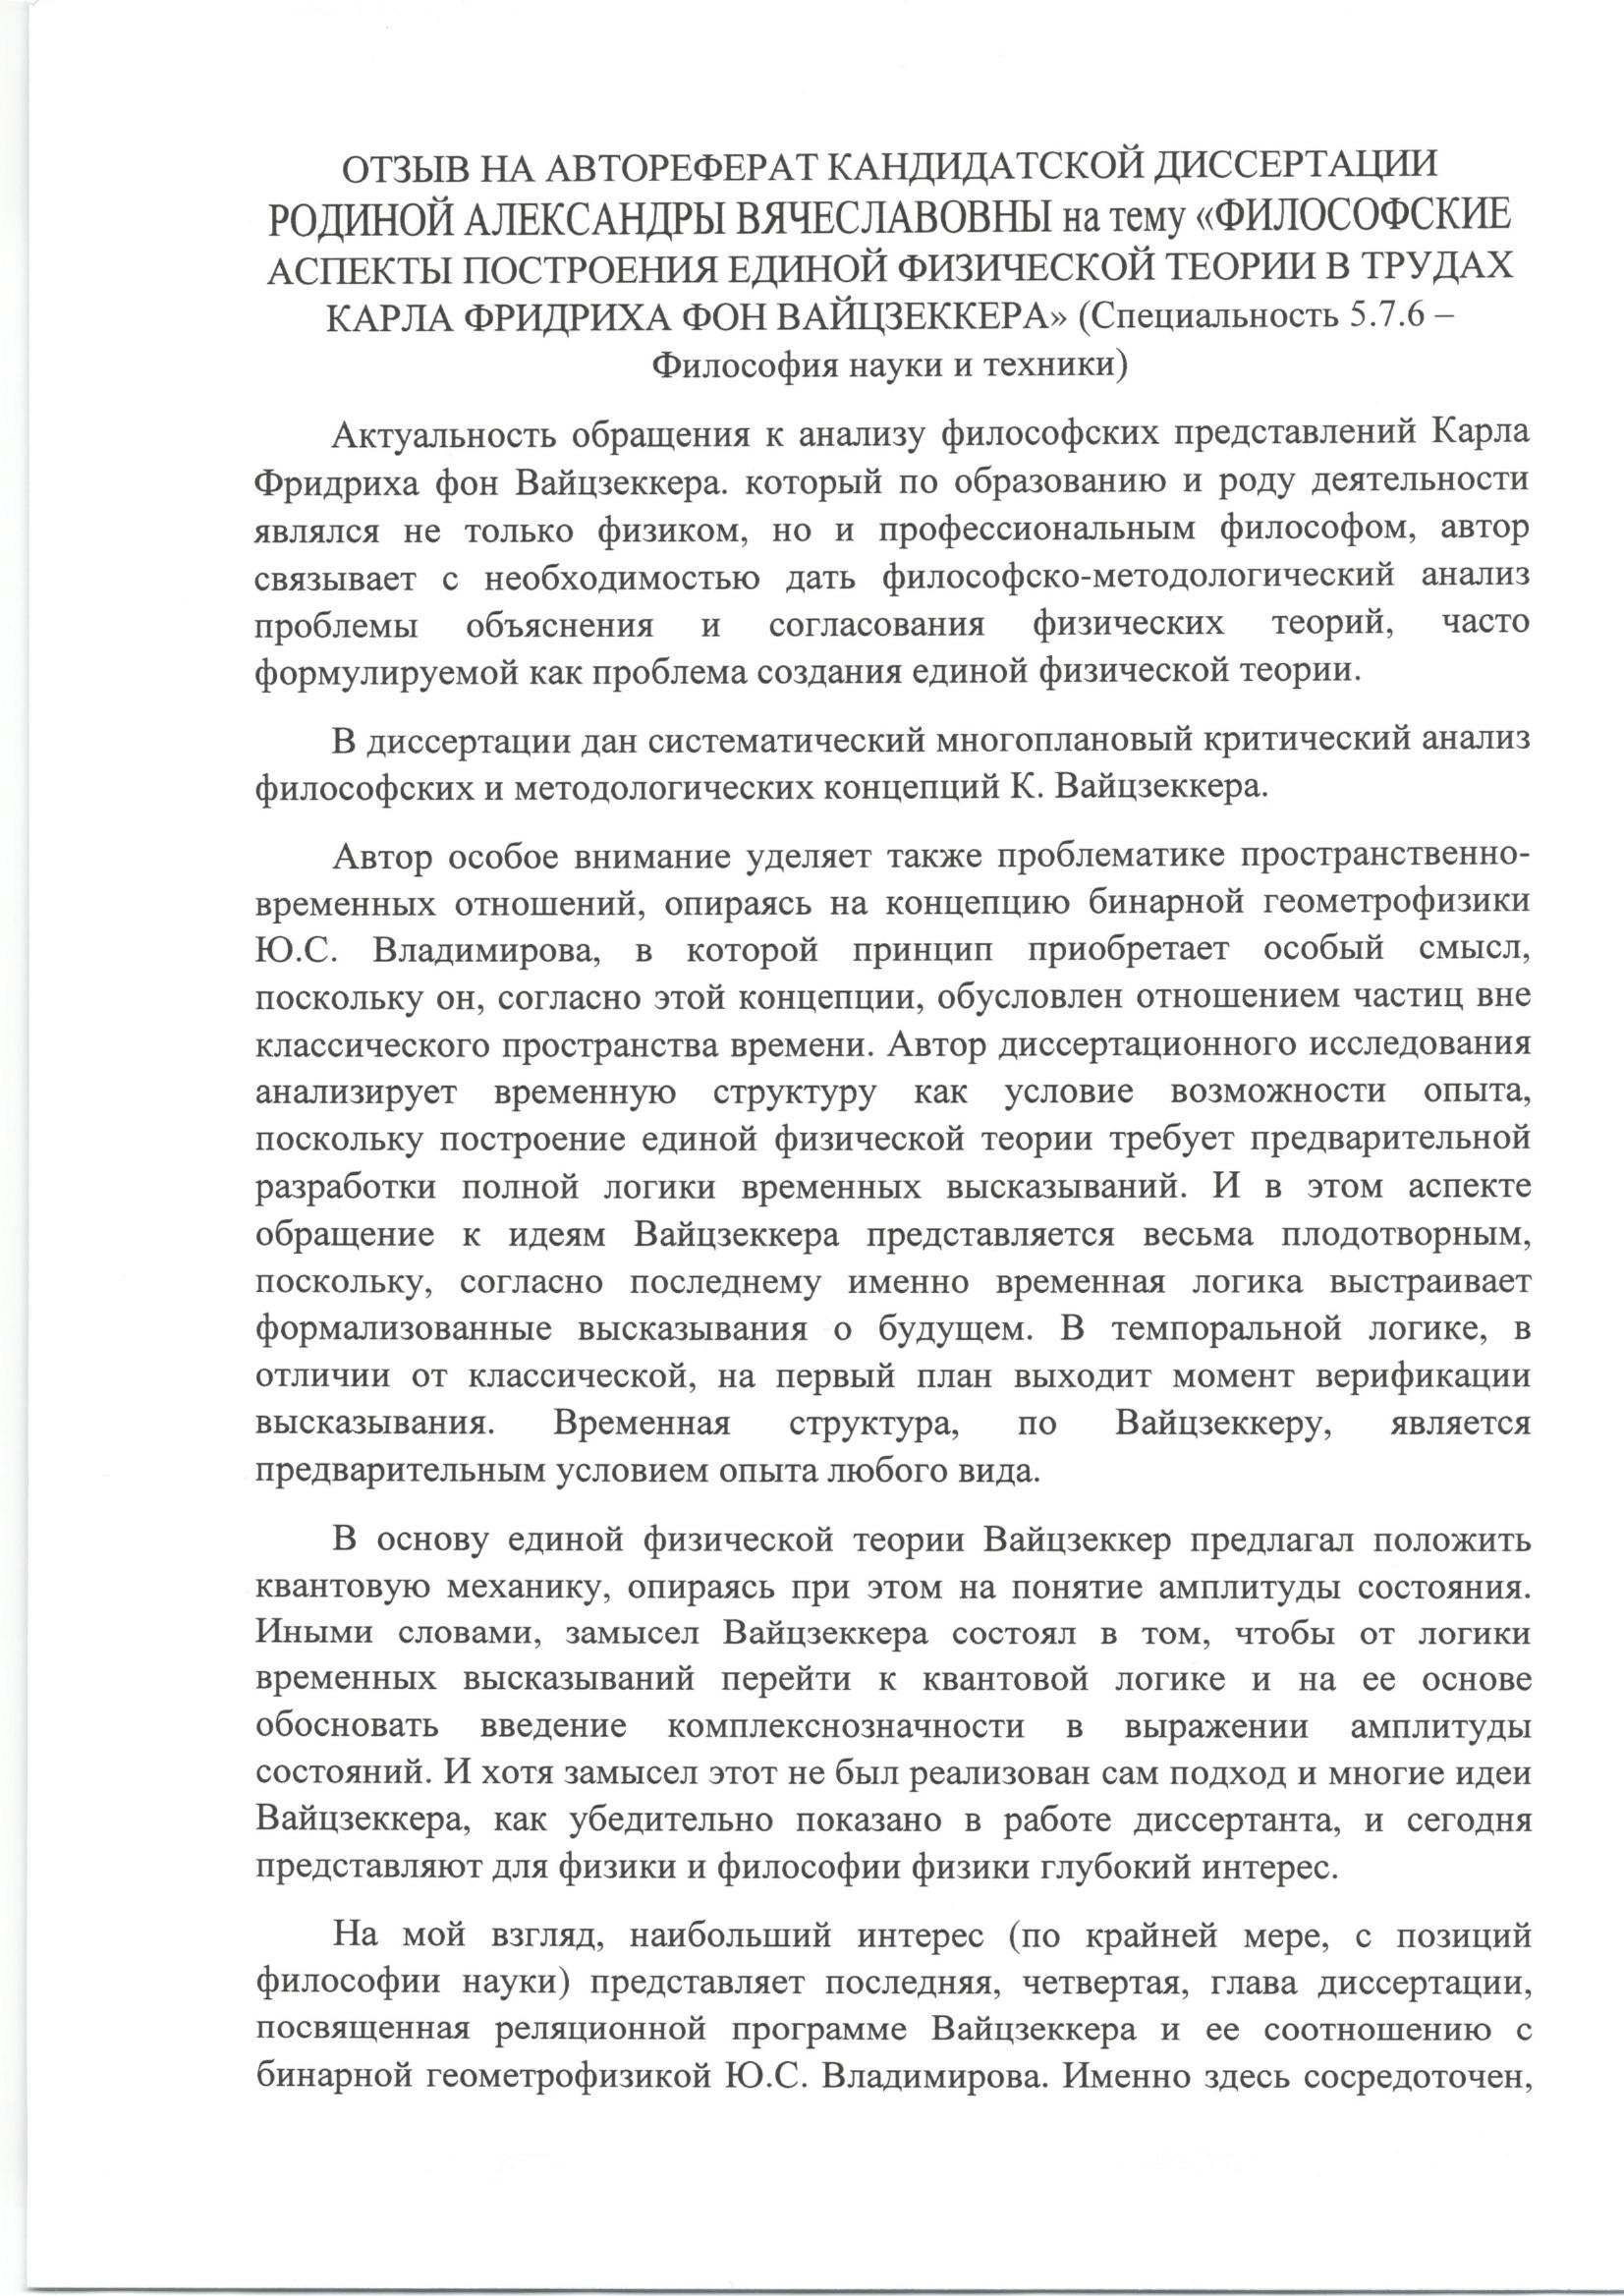 ОТЗЫВ НА АВТОРЕФЕРАТ КАНДИДАТСКОЙ ДИССЕРТАЦИИ
РОДИНОЙ АЛЕКСАНДРЫ ВЯЧЕСЛАВОВНЫ на тему «ФИЛОСОФСКИЕ
АСПЕКТЫ ПОСТРОЕНИЯ ЕДИНОЙ ФИЗИЧЕСКОЙ ТЕОРИИ В ТРУДАХ
КАРЛА ФРИДРИХА ФОН ВАЙЦЗЕККЕРА» (Специальность 5.7.6 –
Философия науки и техники)
Актуальность обращения к анализу философских представлений Карла
Фридриха фон Вайцзеккера. который по образованию и роду деятельности
являлся не только физиком, но и профессиональным философом, автор
связывает с необходимостью дать философско-методологический анализ
проблемы объяснения и согласования физических теорий, часто
формулируемой как проблема создания единой физической теории.
В диссертации дан систематический многоплановый критический анализ
философских и методологических концепций К. Вайцзеккера.
Автор особое внимание уделяет также проблематике пространственно-
временных отношений, опираясь на концепцию бинарной геометрофизики
Ю.С. Владимирова, в которой принцип приобретает особый смысл,
поскольку он, согласно этой концепции, обусловлен отношением частиц вне
классического пространства времени. Автор диссертационного исследования
анализирует временную структуру как условие возможности опыта,
поскольку построение единой физической теории требует предварительной
разработки полной логики временных высказываний. И в этом аспекте
обращение к идеям Вайцзеккера представляется весьма плодотворным,
поскольку, согласно последнему именно временная логика выстраивает
формализованные высказывания о будущем. В темпоральной логике, в
отличии от классической, на первый план выходит момент верификации
высказывания. Временная структура, по Вайцзеккеру, является
предварительным условием опыта любого вида.
В основу единой физической теории Вайцзеккер предлагал положить
квантовую механику, опираясь при этом на понятие амплитуды состояния.
Иными словами, замысел Вайцзеккера состоял в том, чтобы от логики
временных высказываний перейти к квантовой логике и на ее основе
обосновать введение комплекснозначности в выражении амплитуды
состояний. И хотя замысел этот не был реализован сам подход и многие идеи
Вайцзеккера, как убедительно показано в работе диссертанта, и сегодня
представляют для физики и философии физики глубокий интерес.
На мой взгляд, наибольший интерес (по крайней мере, с позиций
философии науки) представляет последняя, четвертая, глава диссертации,
посвященная реляционной программе Вайцзеккера и ее соотношению с
бинарной геометрофизикой Ю.С. Владимирова. Именно здесь сосредоточен,